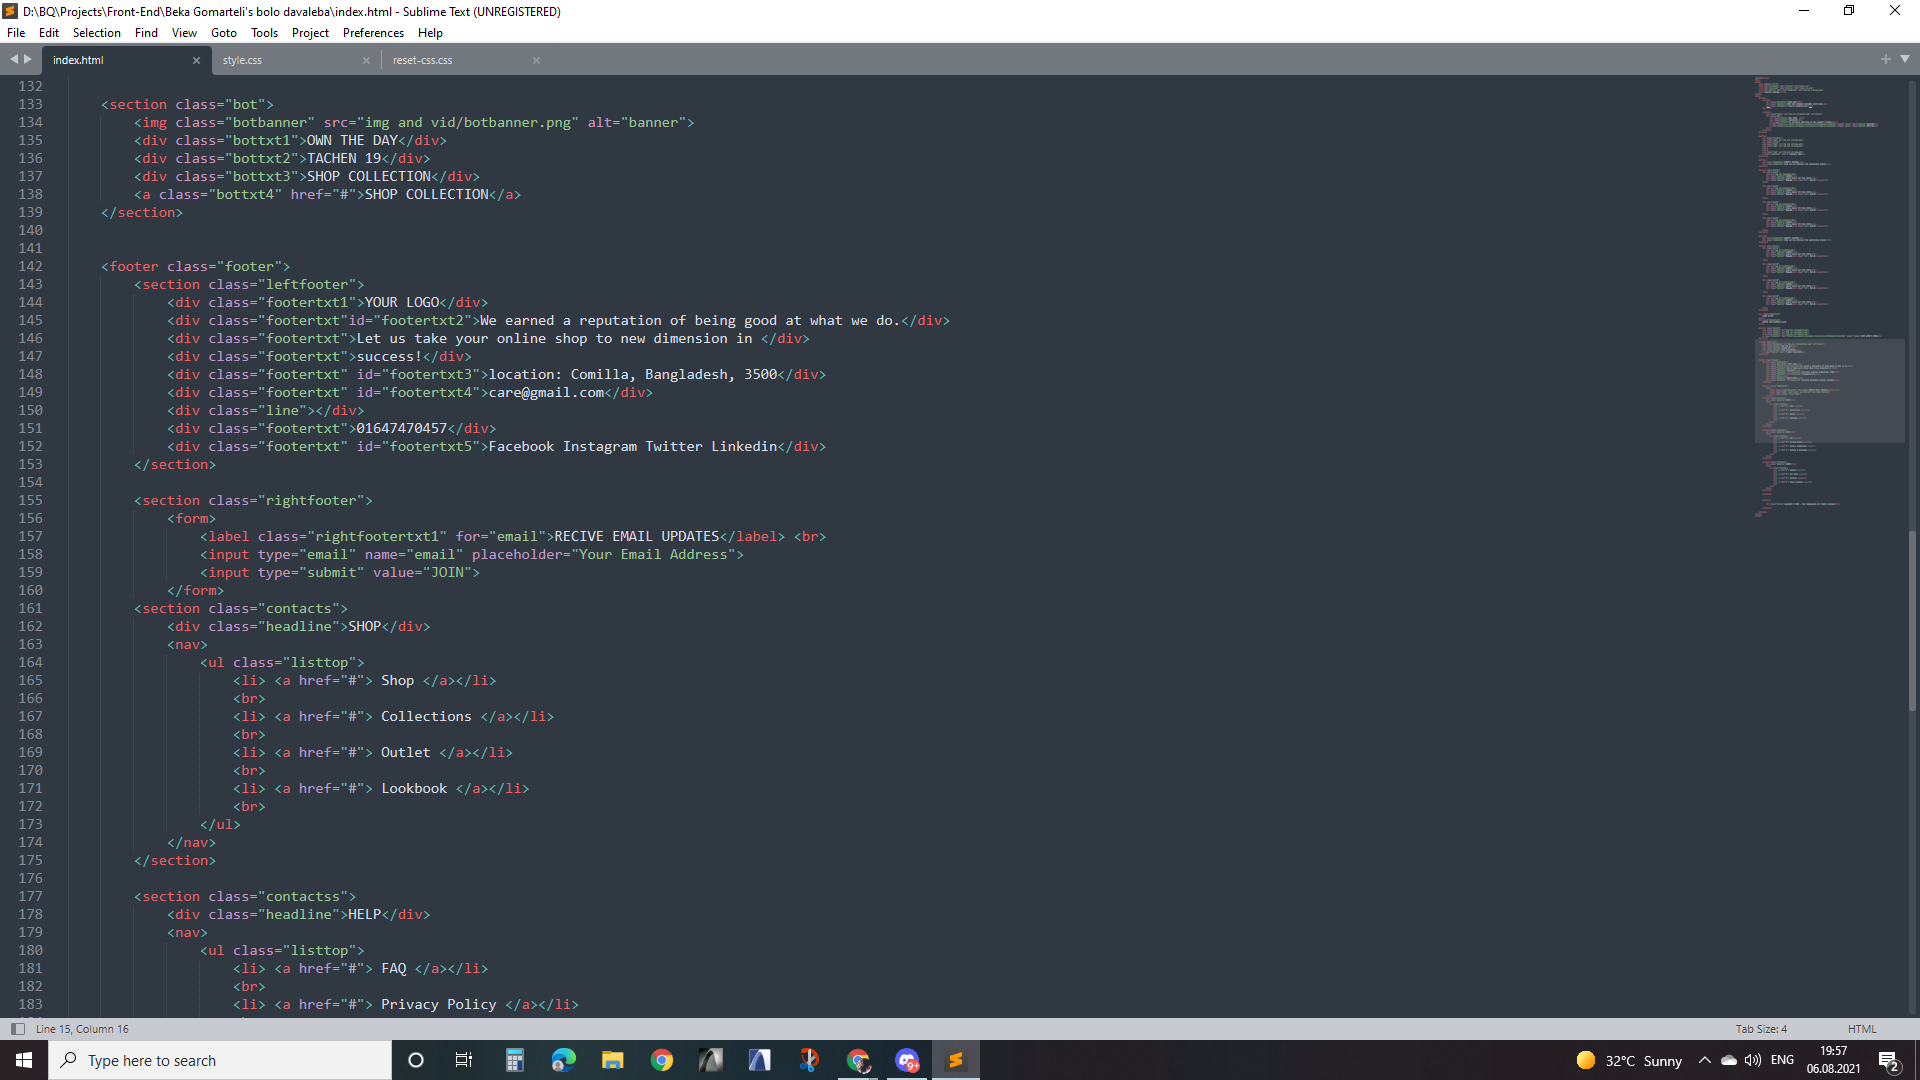 D:\BQ\Projects\Front-End\Beka Gomarteli's bolo davaleba\index.html - Sublime Text (UNREGISTERED)
File Edit Selection Find View Goto Tools Project Preferences Help
index.html style.css reset-css.css
132
133 <section class="bot">
134 <img class="botbanner" src="img and vid/botbanner.png" alt="banner">
135 <div class="bottxt1">OWN THE DAY</div>
136 <div class="bottxt2">TACHEN 19</div>
137 <div class="bottxt3">SHOP COLLECTION</div>
138 <a class="bottxt4" href="#">SHOP COLLECTION</a>
139 </section>
140
141
142 <footer class="footer">
143 <section class="leftfooter">
144 <div class="footertxt1">YOUR LOGO</div>
145 <div class="footertxt"id="footertxt2">We earned a reputation of being good at what we do.</div>
146 <div class="footertxt">Let us take your online shop to new dimension in </div>
147 <div class="footertxt">success!</div>
148 <div class="footertxt" id="footertxt3">location: Comilla, Bangladesh, 3500</div>
149 <div class="footertxt" id="footertxt4">care@gmail.com</div>
150 <div class="line"></div>
151 <div class="footertxt">01647470457</div>
152 <div class="footertxt" id="footertxt5">Facebook Instagram Twitter Linkedin</div>
153 </section>
154
155 <section class="rightfooter">
156 <form>
157 <label class="rightfootertxt1" for="email">RECIVE EMAIL UPDATES</label> <br>
158 <input type="email" name="email" placeholder="Your Email Address">
159 <input type="submit" value="JOIN">
160 </form>
161 <section class="contacts">
162 <div class="headline">SHOP</div>
163 <nav>
164 <ul class="listtop">
165 <li> <a href="#"> Shop </a></li>
166 <br>
167 <li> <a href="#"> Collections </a></li>
168 <br>
169 <li> <a href="#"> Outlet </a></li>
170 <br>
171 <li> <a href="#"> Lookbook </a></li>
172 <br>
173 </ul>
174 </nav>
175 </section>
176
177 <section class="contactss">
178 <div class="headline">HELP</div>
179 <nav>
180 <ul class="listtop">
181 <li> <a href="#"> FAQ </a></li>
182 <br>
183 <li> <a href="#"> Privacy Policy </a></li>
Line 15, Column 16 Tab Size: 4 HTML
Type here to search 9+ 32°C Sunny ENG 19:57
06.08.2021 2